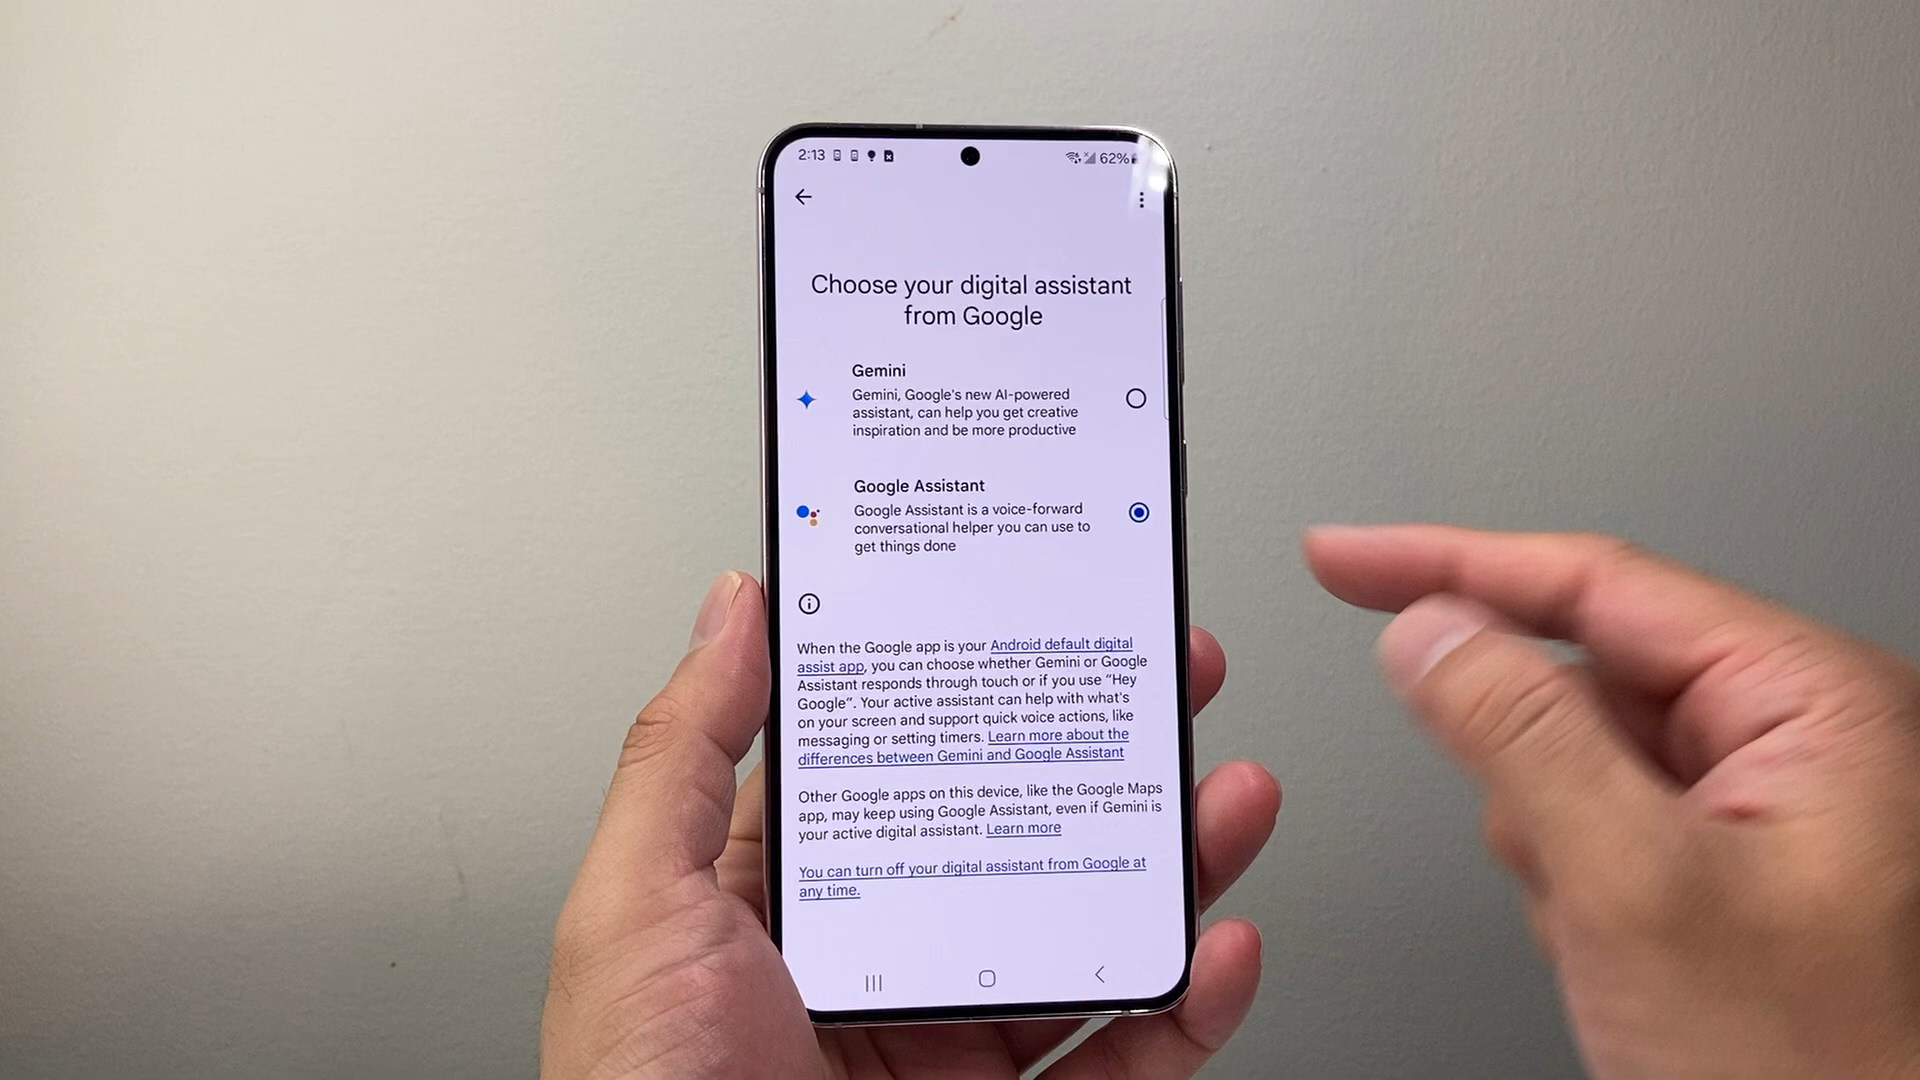 2:13
62%
Choose your digital assistant
from Google
Gemini
Gemini, Google's new AI-powered
assistant, can help you get creative
inspiration and be more productive
Google Assistant
Google Assistant is a voice-forward
conversational helper you can use to
get things done
When the Google app is your Android default digital
assist app, you can choose whether Gemini or Google
Assistant responds through touch or if you use “Hey
Google”. Your active assistant can help with what's
on your screen and support quick voice actions, like
messaging or setting timers. Learn more about the
differences between Gemini and Google Assistant
Other Google apps on this device, like the Google Maps
app, may keep using Google Assistant, even if Gemini is
your active digital assistant. Learn more
You can turn off your digital assistant from Google at
any time.